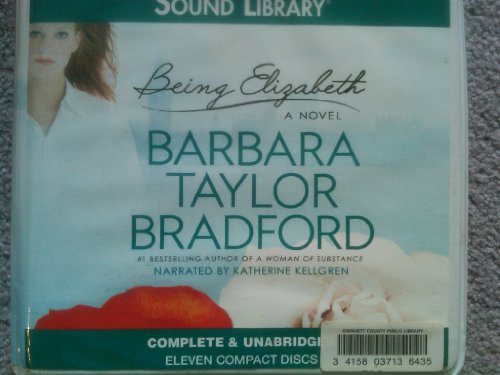 SOUND LIBRARY®
Being Elizabeth
A NOVEL
BARBARA
TAYLOR
BRADFORD
#1 BESTSELLING AUTHOR OF A WOMAN OF SUBSTANCE
NARRATED BY KATHERINE KELLGREN
COMPLETE & UNABRIDG
ELEVEN COMPACT DISCS
GWINNETT COUNTY PUBLIC LIBRARY
3 4158 03713 6435